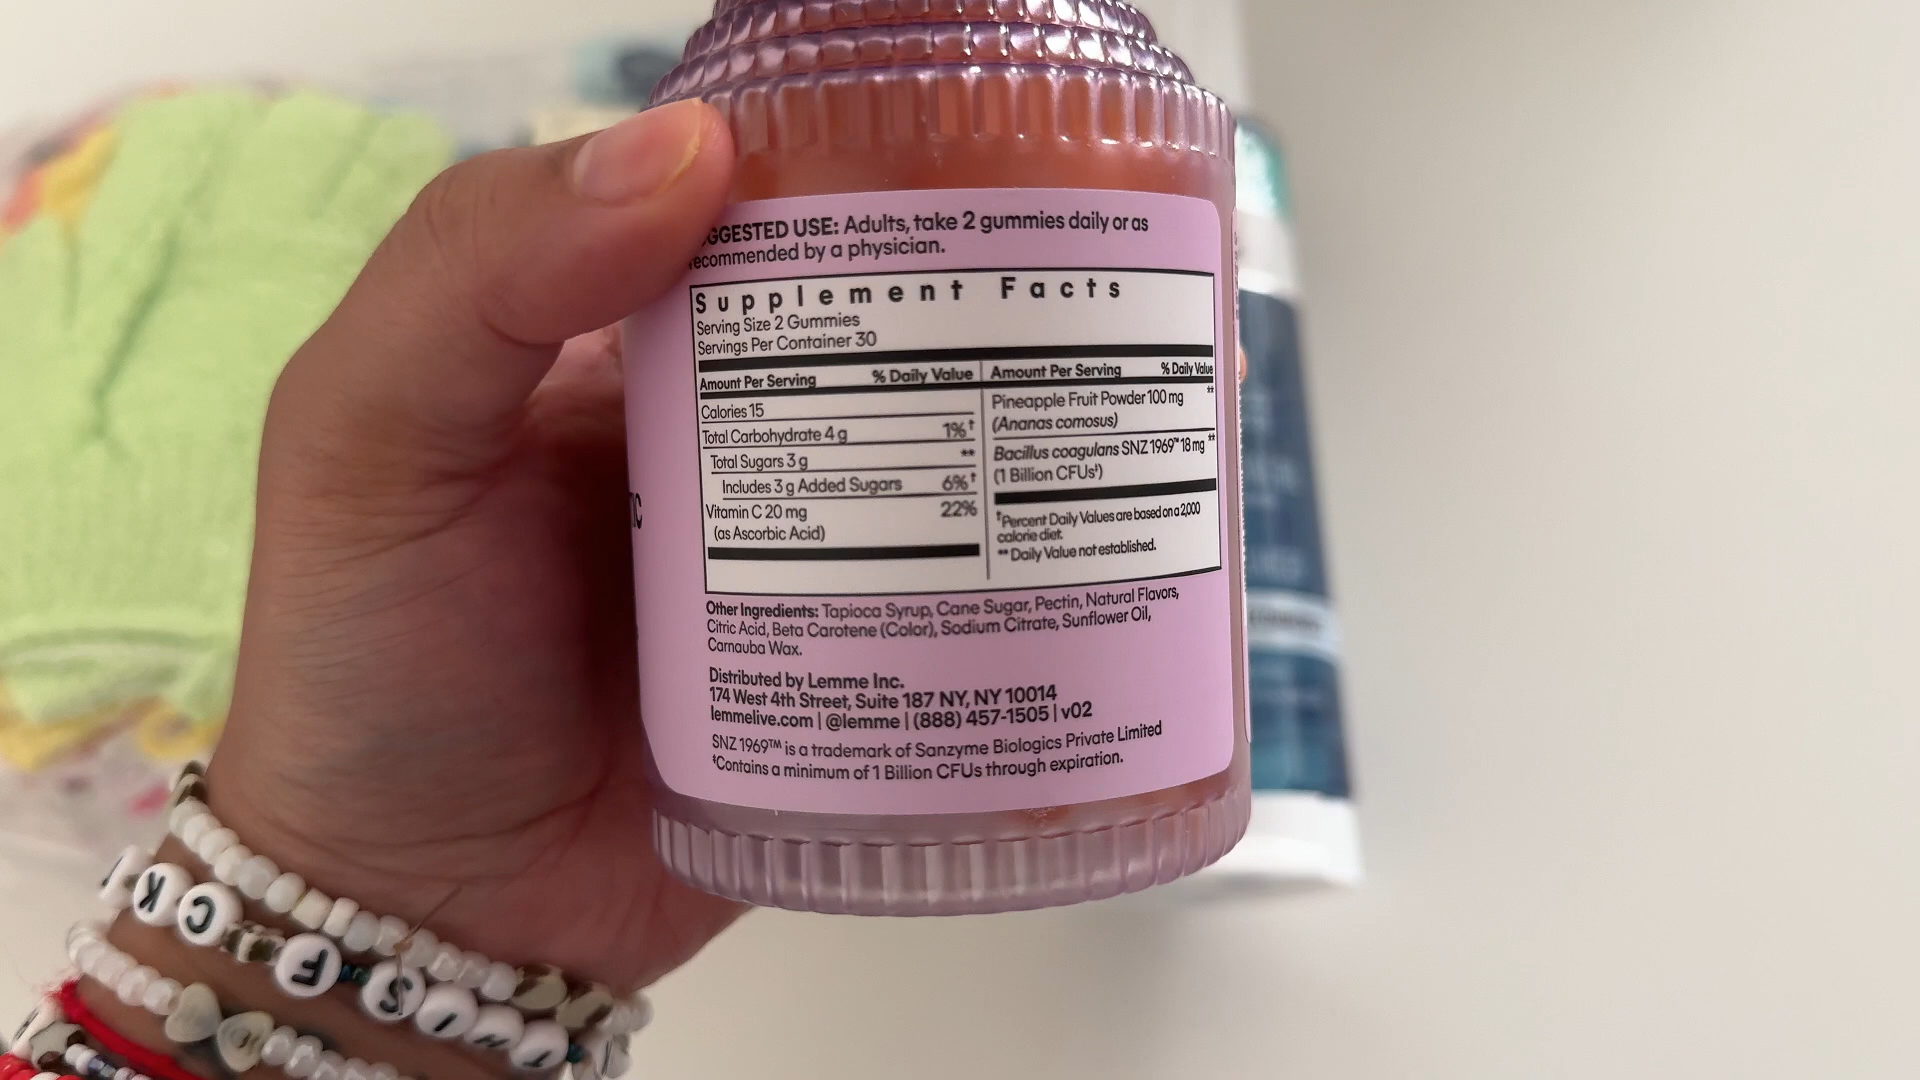 GGESTED USE: Adults, take 2 gummies daily or as
recommended by a physician.
Supplement Facts
Serving Size 2 Gummies
Servings Per Container 30
Amount Per Serving % Daily Value
Calories 15
Total Carbohydrate 4 g 1%†
Total Sugars 3 g **
Includes 3 g Added Sugars 6%†
Vitamin C 20 mg 22%
(as Ascorbic Acid)
Amount Per Serving % Daily Value
Pineapple Fruit Powder 100 mg **
(Ananas comosus)
Bacillus coagulans SNZ 1969™ 18 mg **
(1 Billion CFUs‡)
†Percent Daily Values are based on a 2,000
calorie diet.
** Daily Value not established.
Other Ingredients: Tapioca Syrup, Cane Sugar, Pectin, Natural Flavors,
Citric Acid, Beta Carotene (Color), Sodium Citrate, Sunflower Oil,
Carnauba Wax.
Distributed by Lemme Inc.
174 West 4th Street, Suite 187 NY, NY 10014
lemmelive.com | @lemme | (888) 457-1505 | v02
SNZ 1969™ is a trademark of Sanzyme Biologics Private Limited
‡Contains a minimum of 1 Billion CFUs through expiration.
THIS F CK